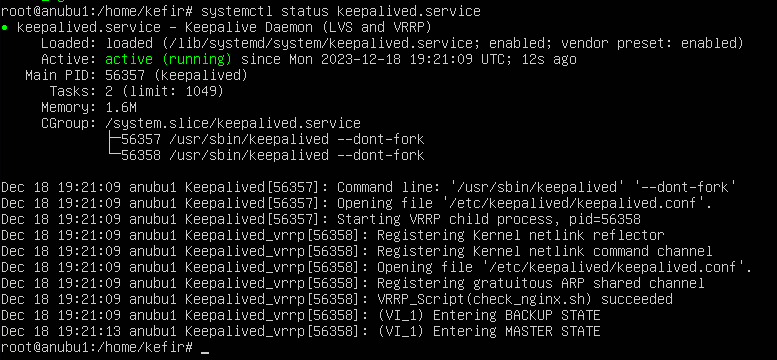 root@anubu1:/home/kefir# systemctl status keepalived.service
● keepalived.service – Keepalive Daemon (LVS and VRRP)
     Loaded: loaded (/lib/systemd/system/keepalived.service; enabled; vendor preset: enabled)
     Active: active (running) since Mon 2023-12-18 19:21:09 UTC; 12s ago
   Main PID: 56357 (keepalived)
      Tasks: 2 (limit: 1049)
     Memory: 1.6M
     CGroup: /system.slice/keepalived.service
             ├─56357 /usr/sbin/keepalived --dont-fork
             └─56358 /usr/sbin/keepalived --dont-fork

Dec 18 19:21:09 anubu1 Keepalived[56357]: Command line: '/usr/sbin/keepalived' '--dont-fork'
Dec 18 19:21:09 anubu1 Keepalived[56357]: Opening file '/etc/keepalived/keepalived.conf'.
Dec 18 19:21:09 anubu1 Keepalived[56357]: Starting VRRP child process, pid=56358
Dec 18 19:21:09 anubu1 Keepalived_vrrp[56358]: Registering Kernel netlink reflector
Dec 18 19:21:09 anubu1 Keepalived_vrrp[56358]: Registering Kernel netlink command channel
Dec 18 19:21:09 anubu1 Keepalived_vrrp[56358]: Opening file '/etc/keepalived/keepalived.conf'.
Dec 18 19:21:09 anubu1 Keepalived_vrrp[56358]: Registering gratuitous ARP shared channel
Dec 18 19:21:09 anubu1 Keepalived_vrrp[56358]: VRRP_Script(check_nginx.sh) succeeded
Dec 18 19:21:09 anubu1 Keepalived_vrrp[56358]: (VI_1) Entering BACKUP STATE
Dec 18 19:21:13 anubu1 Keepalived_vrrp[56358]: (VI_1) Entering MASTER STATE
root@anubu1:/home/kefir# _